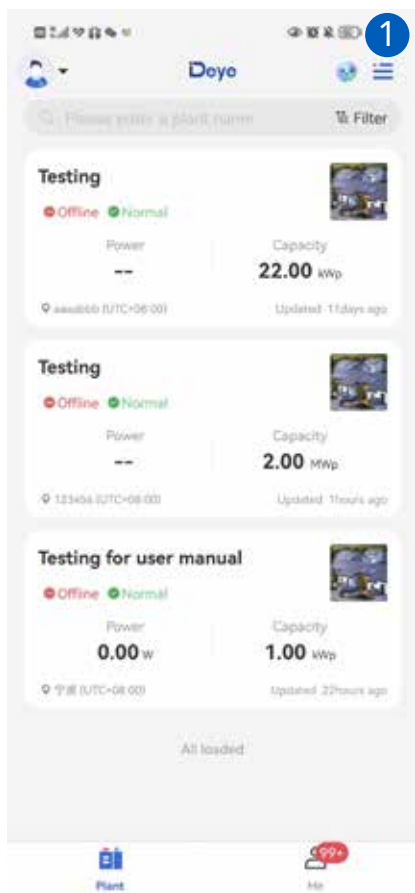 1
Deye
Please enter a plant name Filter
Testing
Offline Normal
Power Capacity
-- 22.00 kWp
(UTC+08:00) Updated 11days ago
Testing
Offline Normal
Power Capacity
-- 2.00 MWp
123456 (UTC+08:00) Updated 1hours ago
Testing for user manual
Offline Normal
Power Capacity
0.00 W 1.00 kWp
宁波 (UTC+08:00) Updated 22hours ago
All loaded
99+
Plant Me